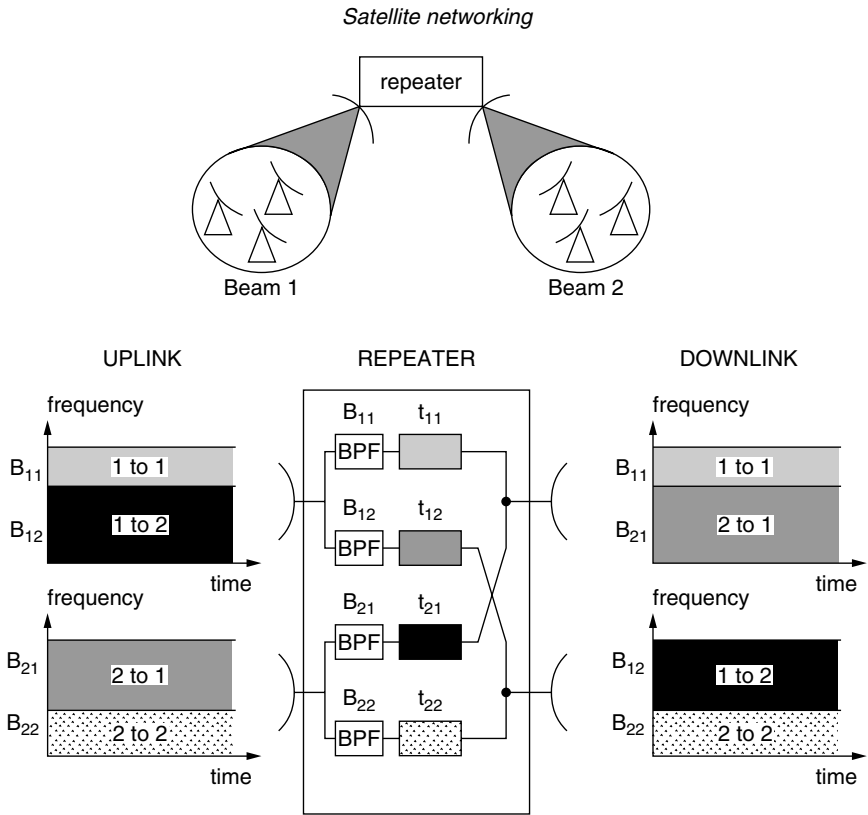 Satellite networking
repeater
Beam 1
Beam 2
UPLINK
REPEATER
DOWNLINK
frequency
B11
1 to 1
B12
1 to 2
time
frequency
B21
2 to 1
B22
2 to 2
time
B11
t11
BPF
B12
t12
BPF
B21
t21
BPF
B22
t22
BPF
frequency
B11
1 to 1
B21
2 to 1
time
frequency
B12
1 to 2
B22
2 to 2
time